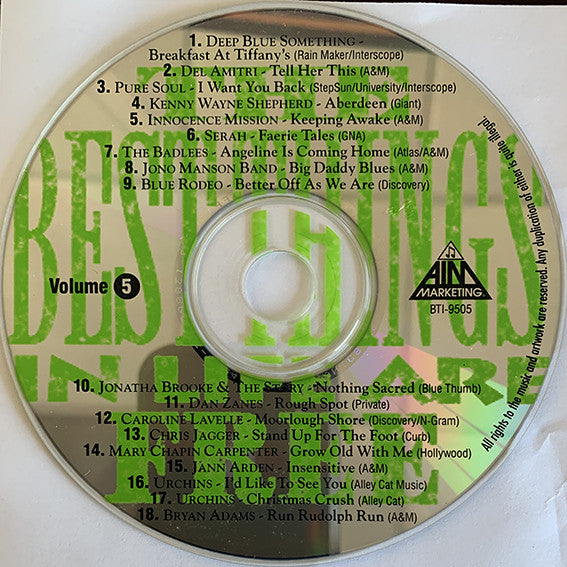 1. DEEP BLUE SOMETHING -
Breakfast At Tiffany's (Rain Maker/Interscope)
2. DEL AMITRI - Tell Her This (A&M)
3. PURE SOUL - I Want You Back (StepSun/University/Interscope)
4. KENNY WAYNE SHEPHERD - Aberdeen (Giant)
5. INNOCENCE MISSION - Keeping Awake (A&M)
6. SERAH - Faerie Tales (GNA)
7. THE BADLEES - Angeline Is Coming Home (Atlas/A&M)
8. JONO MANSON BAND - Big Daddy Blues (A&M)
9. BLUE RODEO - Better Off As We Are (Discovery)
BEST THINGS
IN LIFE ARE
FREE
Volume 5
AIM
MARKETING.
BTI-9505
10. JONATHA BROOKE & THE STORY - Nothing Sacred (Blue Thumb)
11. DAN ZANES - Rough Spot (Private)
12. CAROLINE LAVELLE - Moorlough Shore (Discovery/N-Gram)
13. CHRIS JAGGER - Stand Up For The Foot (Curb)
14. MARY CHAPIN CARPENTER - Grow Old With Me (Hollywood)
15. JANN ARDEN - Insensitive (A&M)
16. URCHINS - I'd Like To See You (Alley Cat Music)
17. URCHINS - Christmas Crush (Alley Cat)
18. BRYAN ADAMS - Run Rudolph Run (A&M)
All rights to the music and artwork are reserved. Any duplication of either is quite illegal.